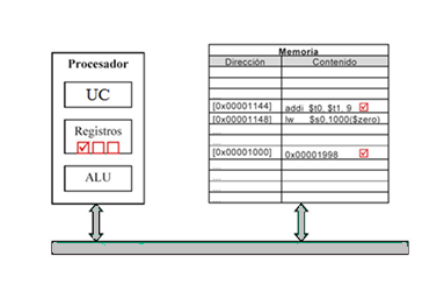 Procesador
UC
Registros
ALU
Memoria
Dirección Contenido
[0x00001144] addi $t0, $t1, 9
[0x00001148] lw $s0,1000($zero)
....
[0x00001000] 0x00001998
....
....
....